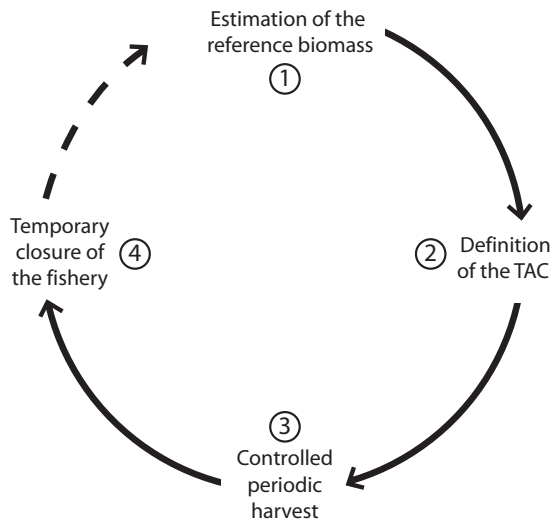 Estimation of the
reference biomass
1
2
Definition
of the TAC
3
Controlled
periodic
harvest
Temporary
closure of
the fishery
4